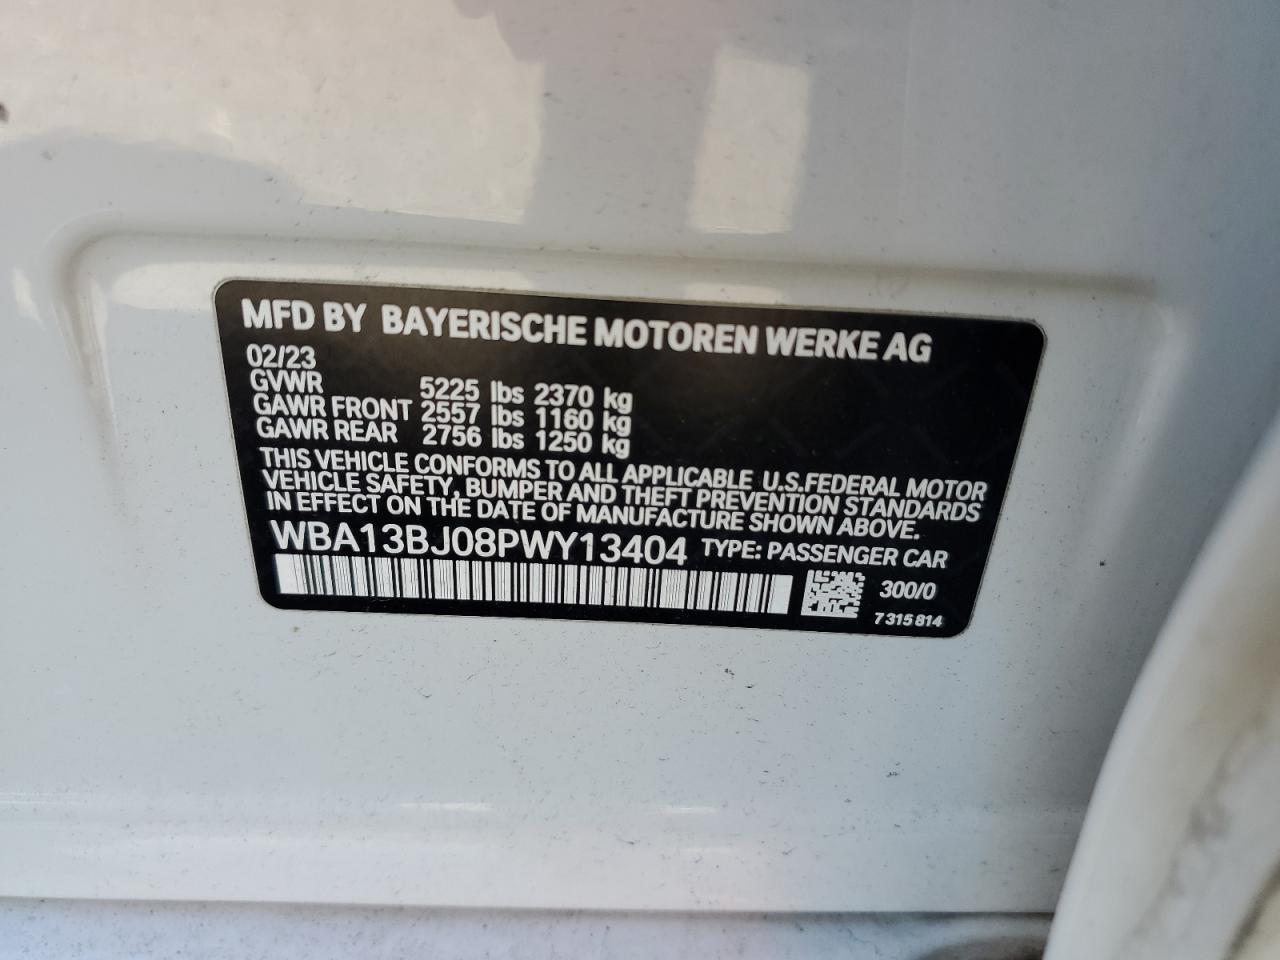 MFD BY BAYERISCHE MOTOREN WERKE AG
02/23
GVWR 5225 lbs 2370 kg
GAWR FRONT 2557 lbs 1160 kg
GAWR REAR 2756 lbs 1250 kg
THIS VEHICLE CONFORMS TO ALL APPLICABLE U.S.FEDERAL MOTOR
VEHICLE SAFETY, BUMPER AND THEFT PREVENTION STANDARDS
IN EFFECT ON THE DATE OF MANUFACTURE SHOWN ABOVE.
WBA13BJ08PWY13404 TYPE: PASSENGER CAR
300/0
7 315 814